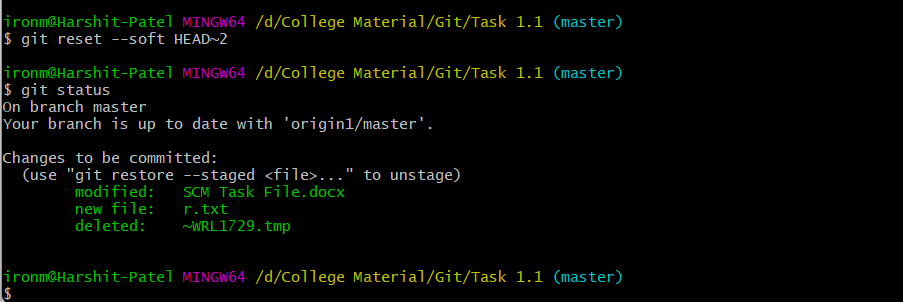 ironm@Harshit-Patel MINGW64 /d/College Material/Git/Task 1.1 (master)
$ git reset --soft HEAD~2
ironm@Harshit-Patel MINGW64 /d/College Material/Git/Task 1.1 (master)
$ git status
On branch master
Your branch is up to date with 'origin1/master'.
Changes to be committed:
(use "git restore --staged <file>..." to unstage)
modified: SCM Task File.docx
new file: r.txt
deleted: ~WRL1729.tmp
ironm@Harshit-Patel MINGW64 /d/College Material/Git/Task 1.1 (master)
$